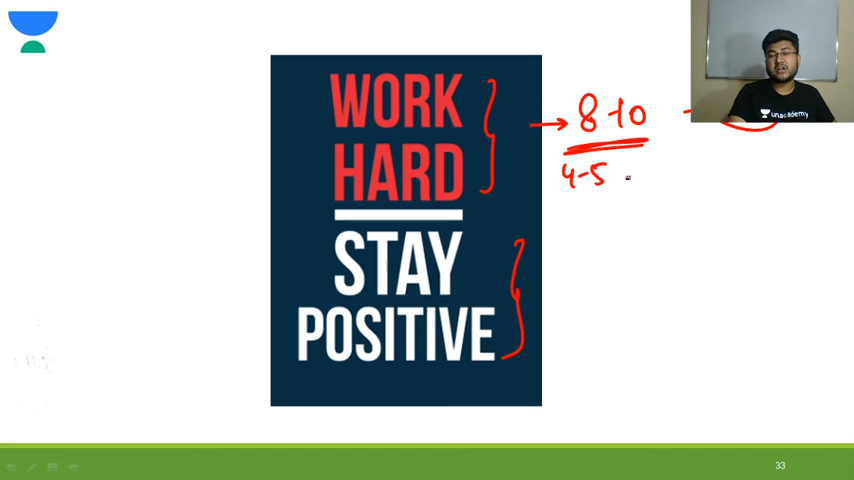 WORK
HARD
STAY
POSITIVE
8-10
4-5
unacademy
33